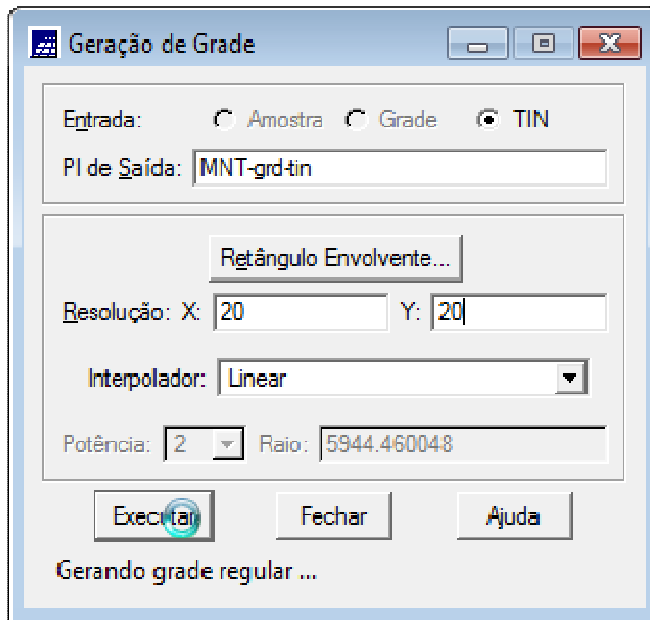 Geração de Grade
Entrada: Amostra Grade TIN
PI de Saída: MNT-grd-tin
Retângulo Envolvente...
Resolução: X: 20 Y: 20
Interpolador: Linear
Potência: 2 Raio: 5944.460048
Executar Fechar Ajuda
Gerando grade regular ...